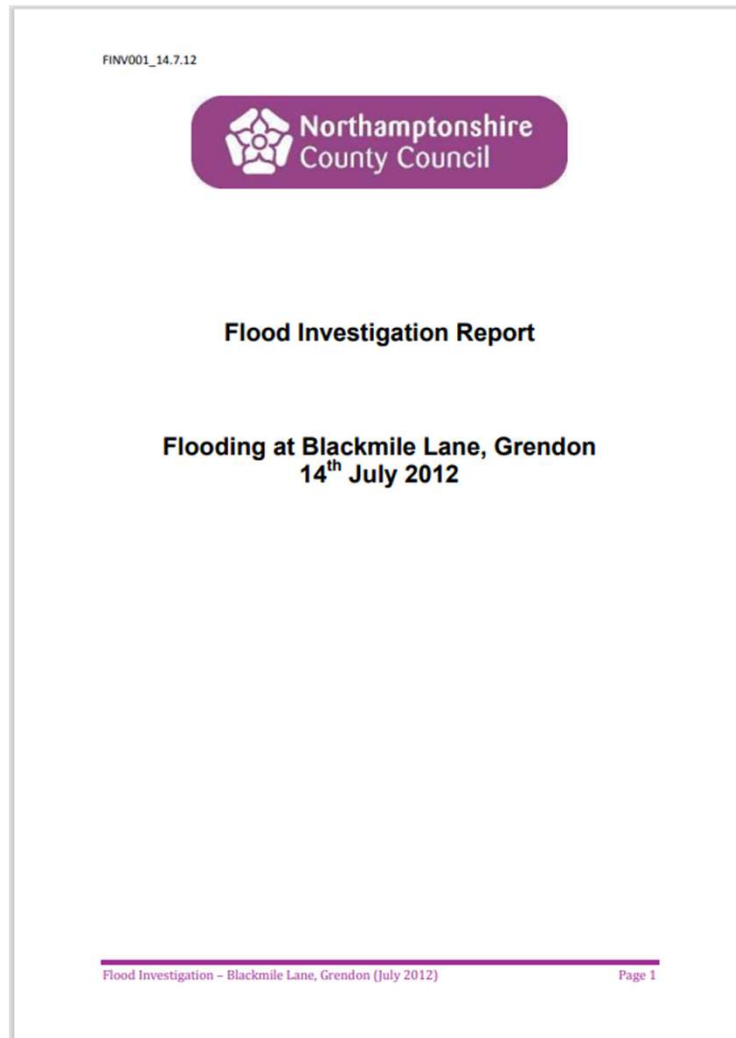 FINV001_14.7.12
Northamptonshire
County Council
Flood Investigation Report
Flooding at Blackmile Lane, Grendon
14th July 2012
Flood Investigation – Blackmile Lane, Grendon (July 2012) Page 1